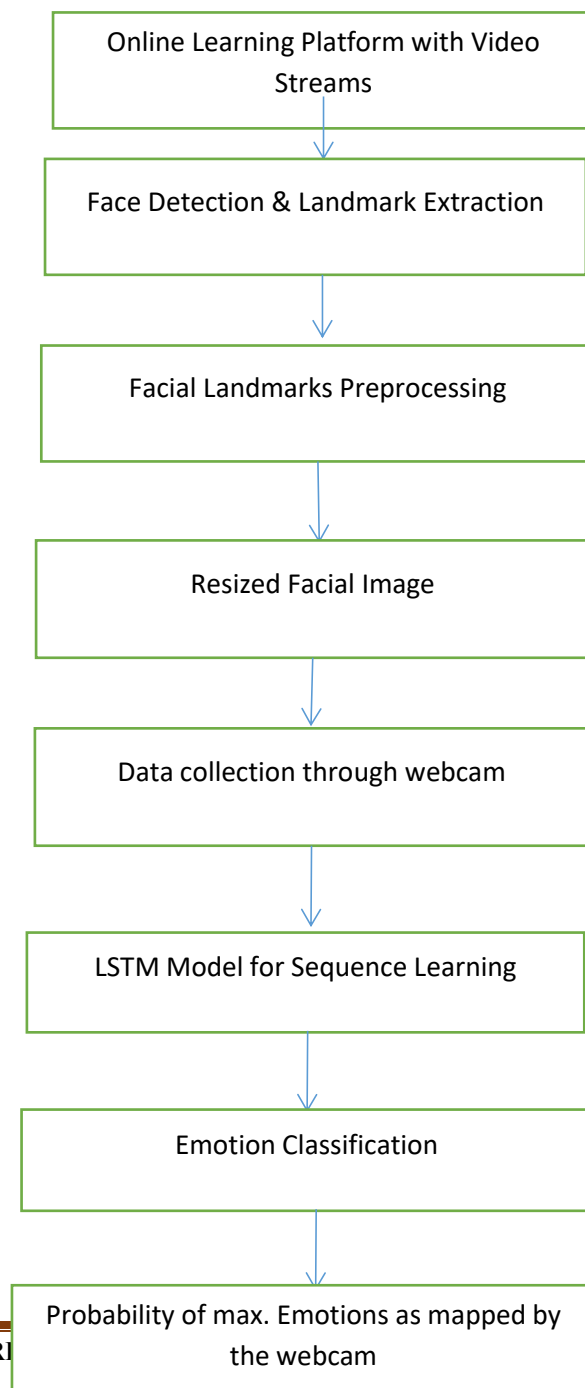 Online Learning Platform with Video
Streams
Face Detection & Landmark Extraction
Facial Landmarks Preprocessing
Resized Facial Image
Data collection through webcam
LSTM Model for Sequence Learning
Emotion Classification
Probability of max. Emotions as mapped by
the webcam